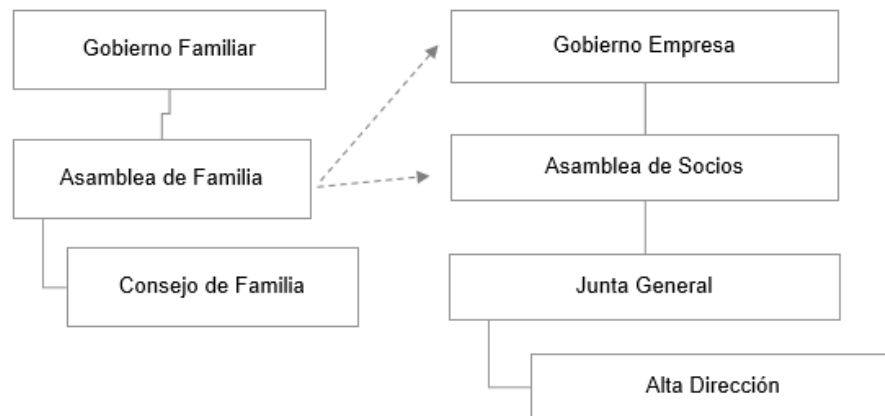 Gobierno Familiar
Asamblea de Familia
Consejo de Familia
Gobierno Empresa
Asamblea de Socios
Junta General
Alta Dirección